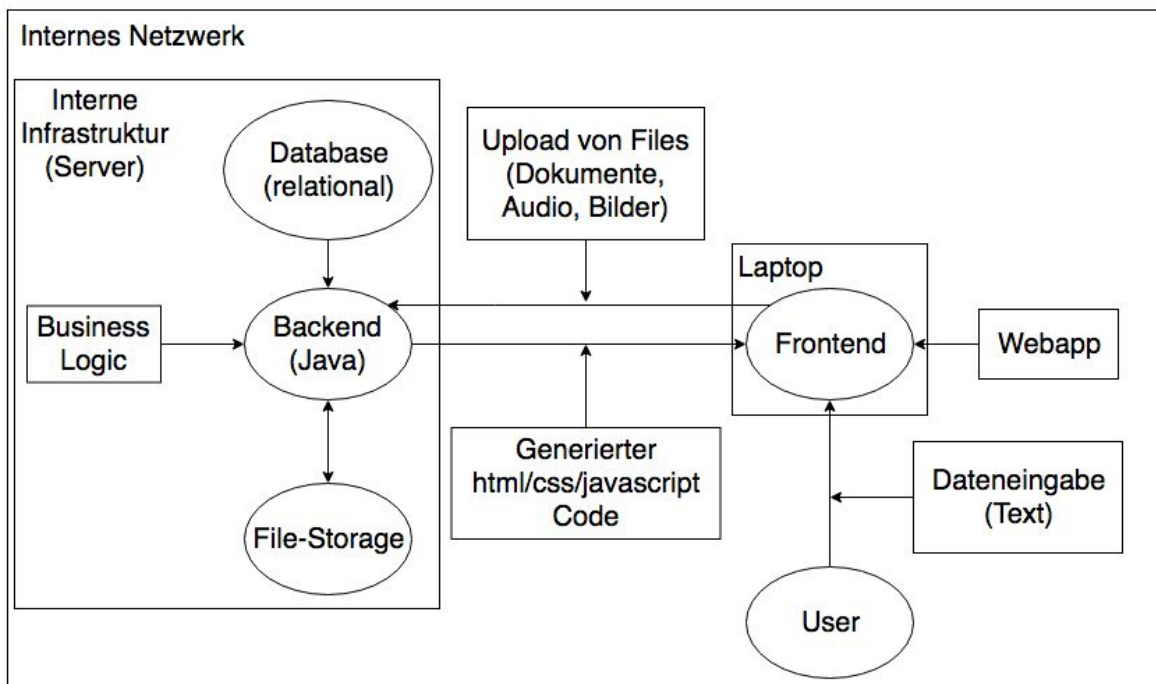 Internes Netzwerk
Interne
Infrastruktur
(Server)
Database
(relational)
Upload von Files
(Dokumente,
Audio, Bilder)
Laptop
Business
Logic
Backend
(Java)
Frontend
Webapp
Generierter
html/css/javascript
Code
Dateneingabe
(Text)
File-Storage
User